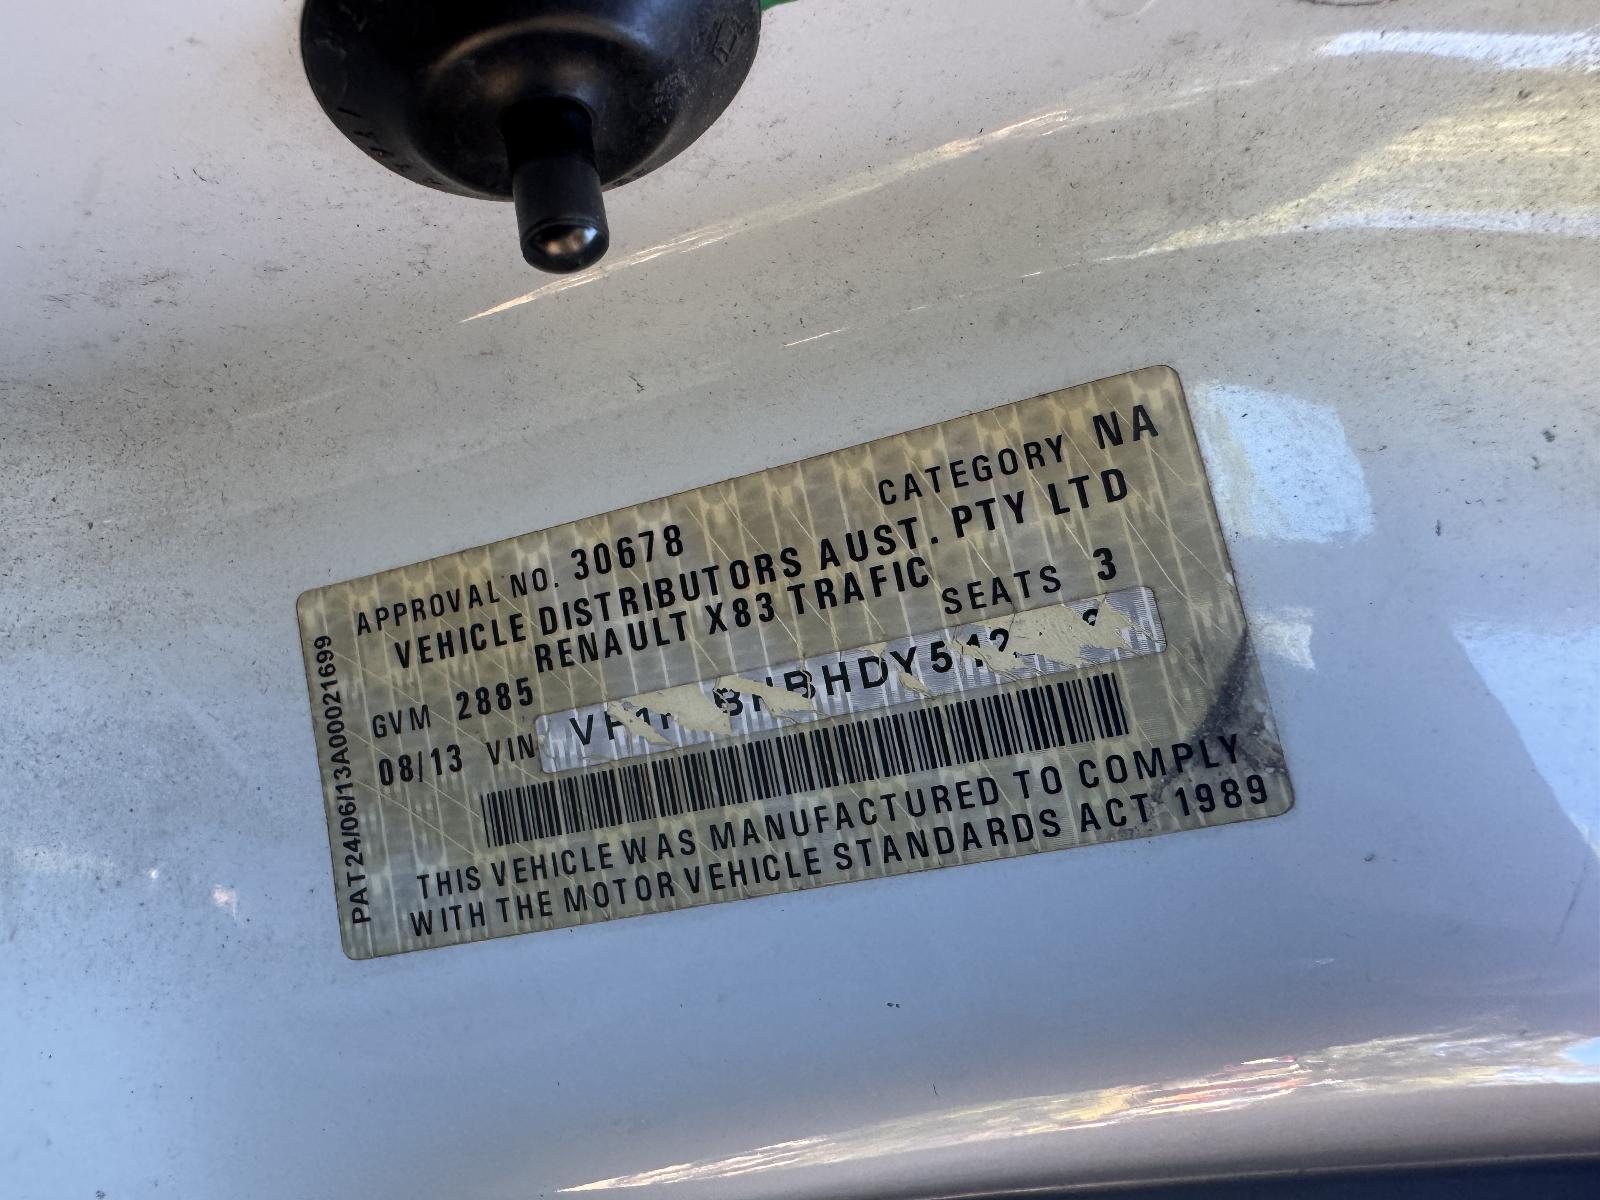 APPROVAL NO. 30678 CATEGORY NA
VEHICLE DISTRIBUTORS AUST. PTY LTD
RENAULT X83 TRAFIC
GVM 2885 SEATS 3
08/13 VIN
THIS VEHICLE WAS MANUFACTURED TO COMPLY
WITH THE MOTOR VEHICLE STANDARDS ACT 1989
PAT24/06/13A00021699